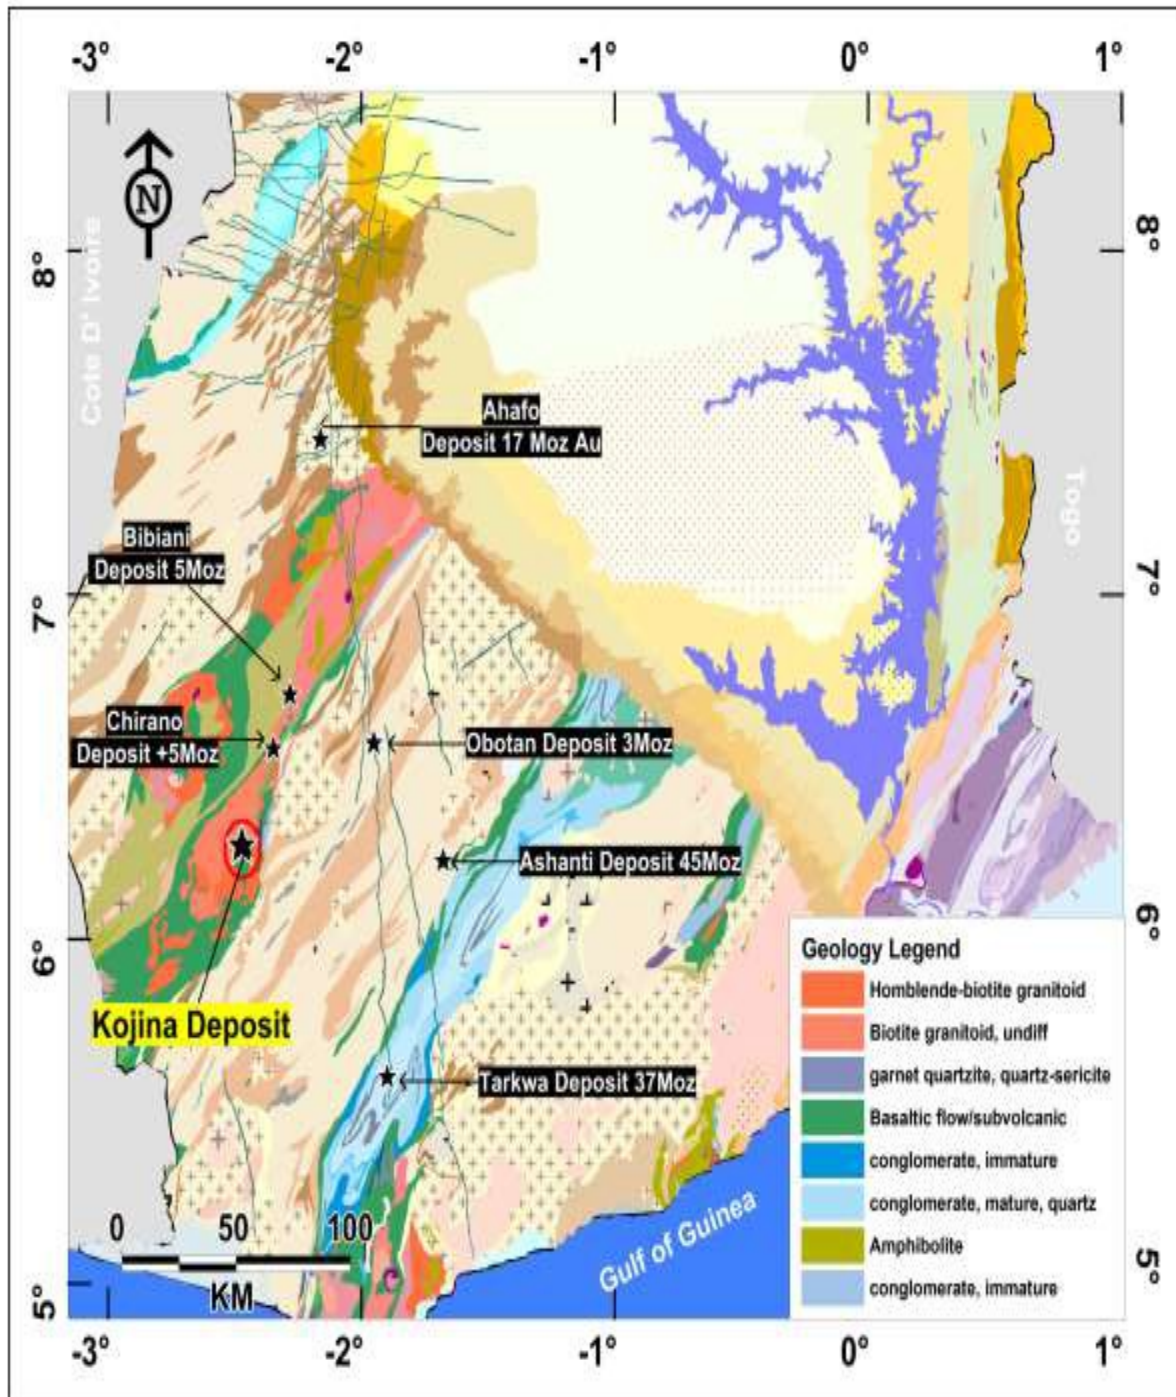 -3° -2° -1° 0° 1°
N
8° 8°
Cote D' Ivoire
Togo
Ahafo
Deposit 17 Moz Au
Bibiani
Deposit 5Moz
7° 7°
Chirano
Deposit +5Moz
Obotan Deposit 3Moz
Ashanti Deposit 45Moz
6° 6°
Kojina Deposit
Tarkwa Deposit 37Moz
Geology Legend
Homblende-biotite granitoid
Biotite granitoid, undiff
garnet quartzite, quartz-sericite
Basaltic flow/subvolcanic
conglomerate, immature
conglomerate, mature, quartz
Amphibolite
conglomerate, immature
0 50 100
KM
Gulf of Guinea
5° 5°
-3° -2° -1° 0° 1°